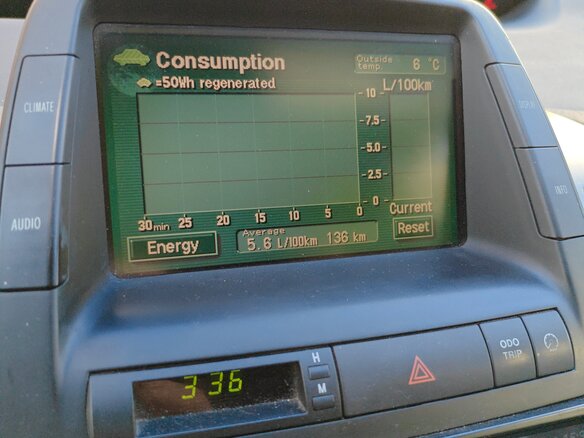 Consumption
Outside temp. 6 °C
=50Wh regenerated
L/100km
CLIMATE
DISPLAY
10
7.5
5.0
2.5
0
AUDIO
INFO
30min 25 20 15 10 5 0
Current
Energy
Average
5.6 L/100km 136 km
Reset
3 36
H
M
ODO
TRIP